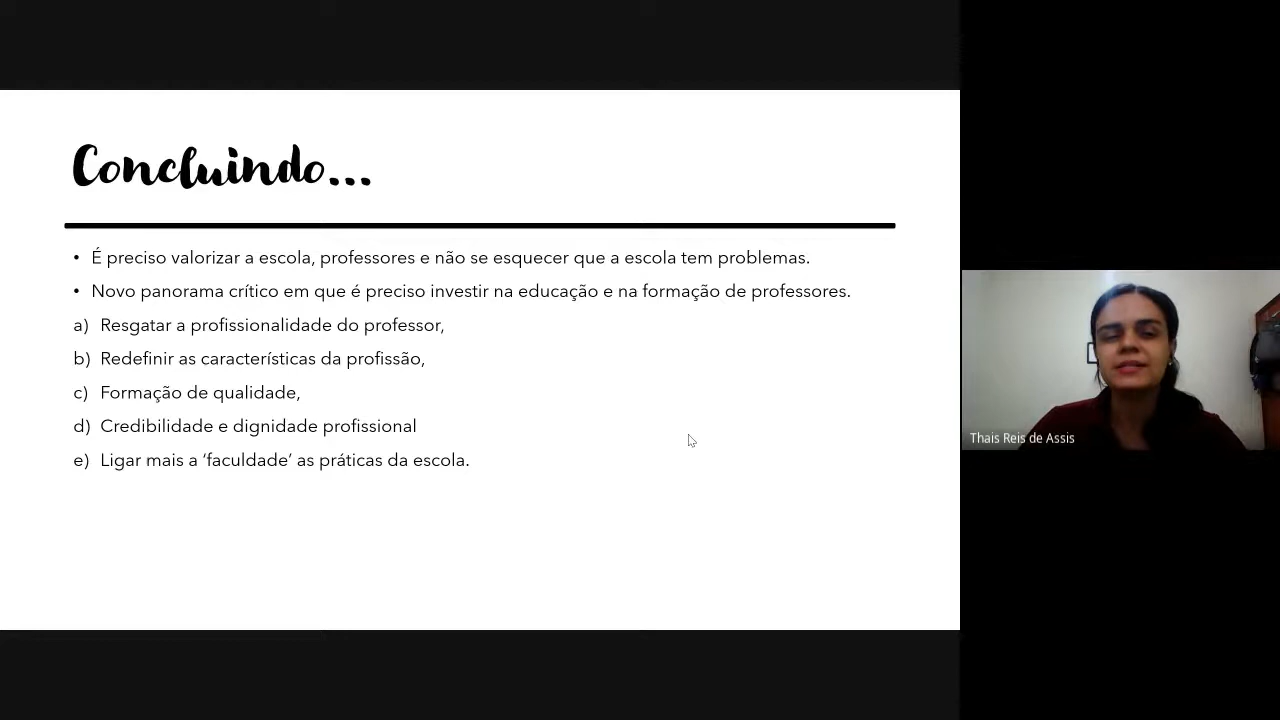 Concluindo...
• É preciso valorizar a escola, professores e não se esquecer que a escola tem problemas.
• Novo panorama crítico em que é preciso investir na educação e na formação de professores.
a) Resgatar a profissionalidade do professor,
b) Redefinir as características da profissão,
c) Formação de qualidade,
d) Credibilidade e dignidade profissional
e) Ligar mais a ‘faculdade’ as práticas da escola.
Thais Reis de Assis